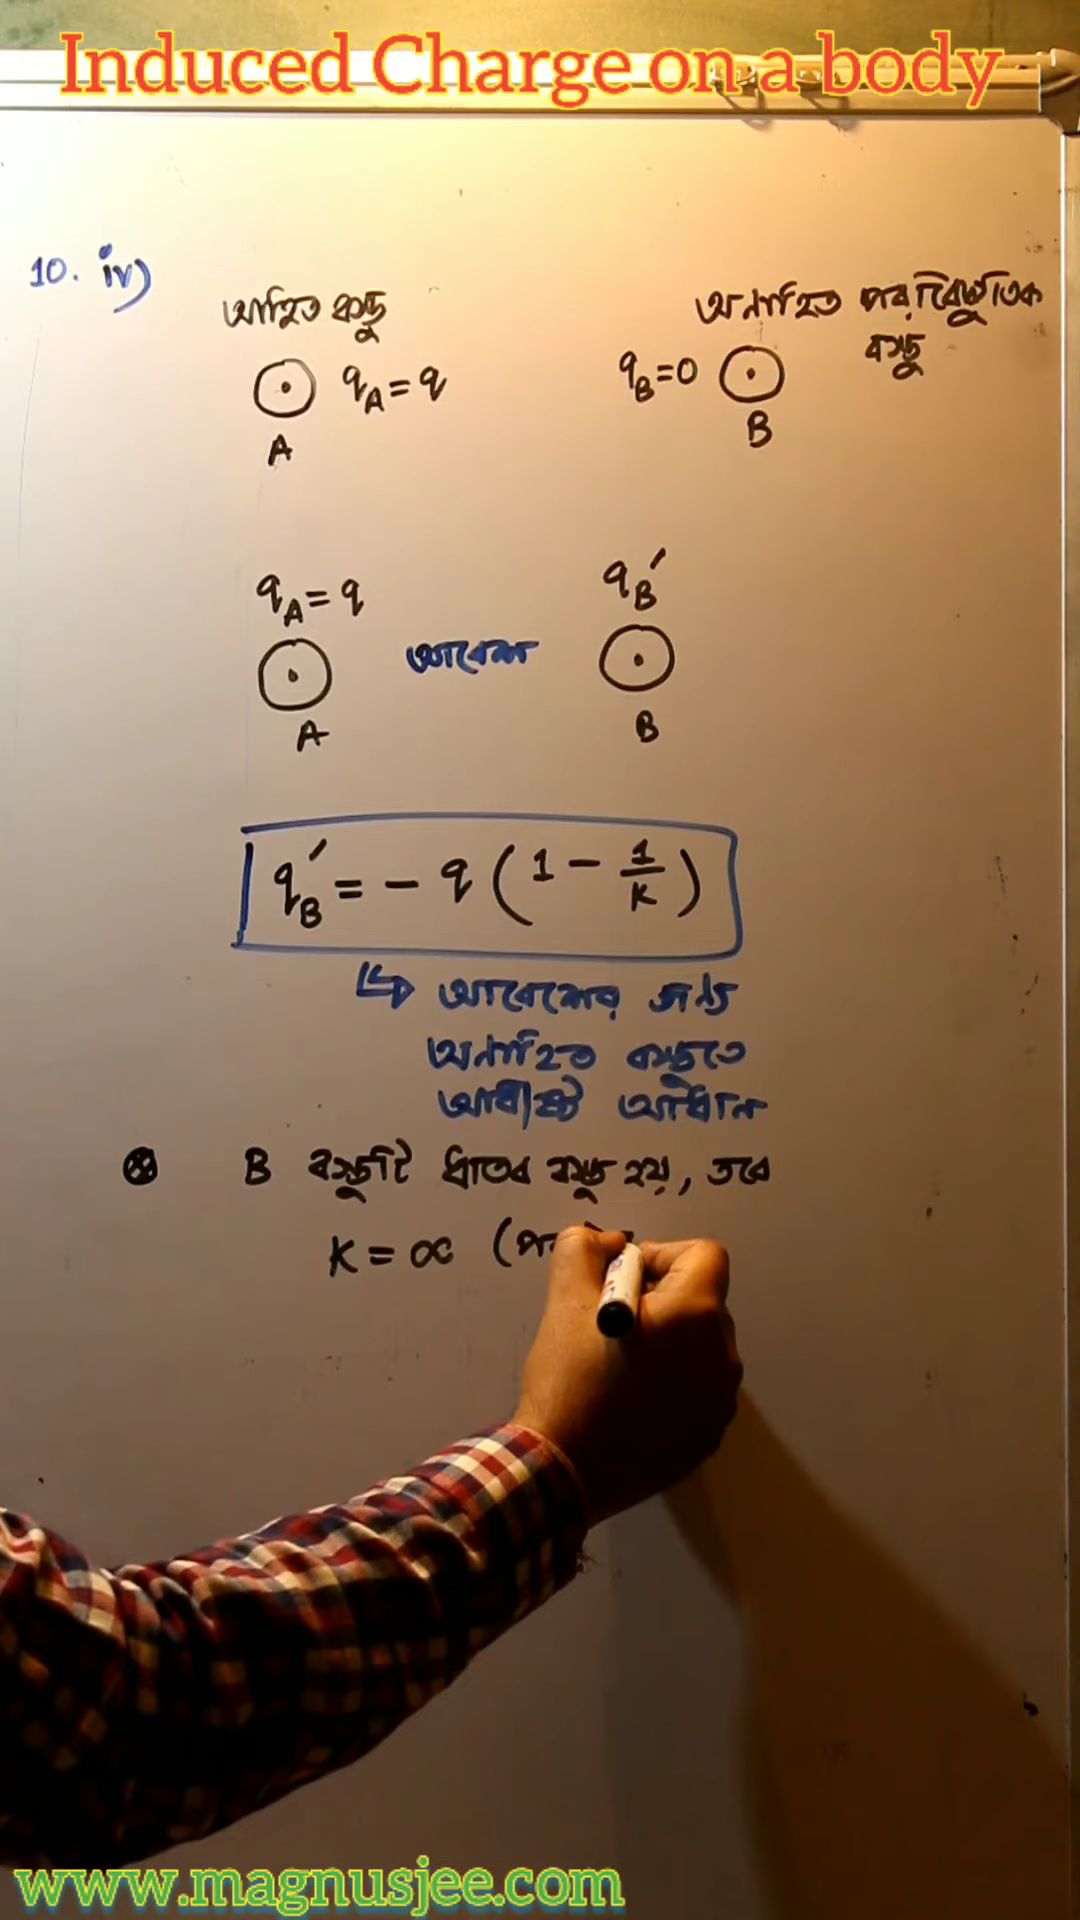 Induced Charge on a body
10. iv)
আহিত বস্তু
অনাহিত পরাবৈদ্যুতিক
বস্তু
A
q_A = q
q_B = 0
B
q_A = q
q_B′
আবেশ
A
B
q_B′ = - q (1 - 1/K)
↳ আবেশের জন্য
অনাহিত বস্তুতে
আবিষ্ট আধান
⊗ B বস্তুটি ধাতব বস্তু হয়, তবে
K = ∞ (
www.magnusjee.com